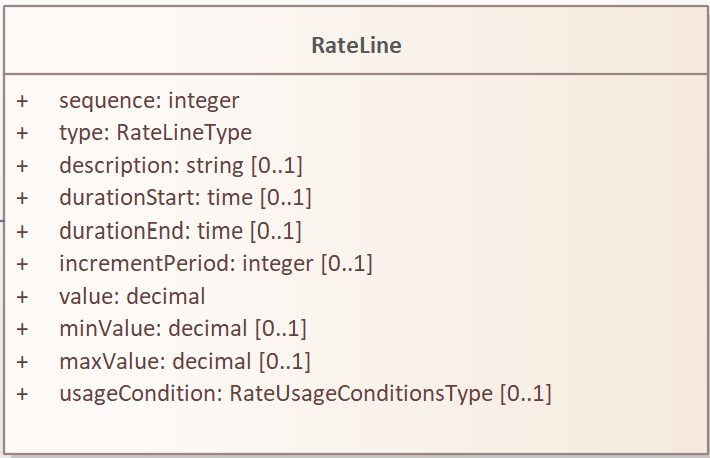 RateLine
+ sequence: integer
+ type: RateLineType
+ description: string [0..1]
+ durationStart: time [0..1]
+ durationEnd: time [0..1]
+ incrementPeriod: integer [0..1]
+ value: decimal
+ minValue: decimal [0..1]
+ maxValue: decimal [0..1]
+ usageCondition: RateUsageConditionsType [0..1]